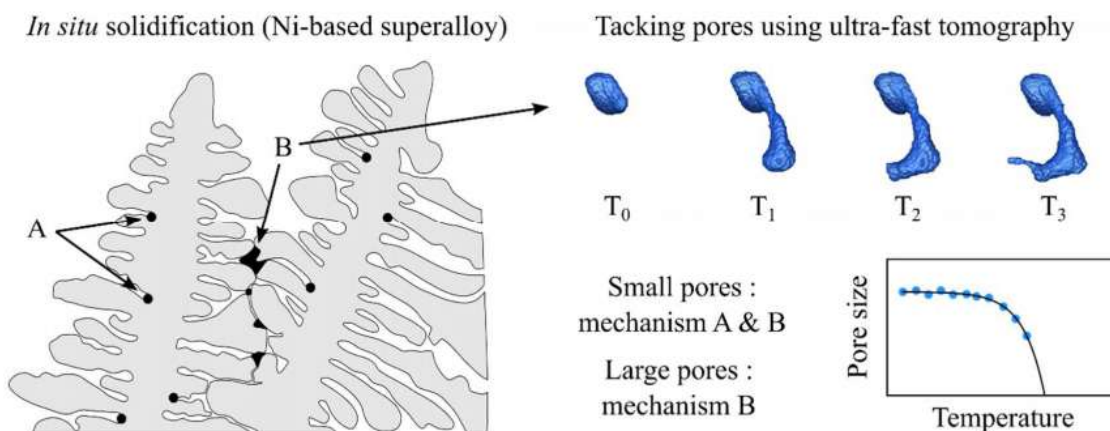 In situ solidification (Ni-based superalloy)
Tacking pores using ultra-fast tomography
A
B
T₀
T₁
T₂
T₃
Small pores :
mechanism A & B
Large pores :
mechanism B
Pore size
Temperature